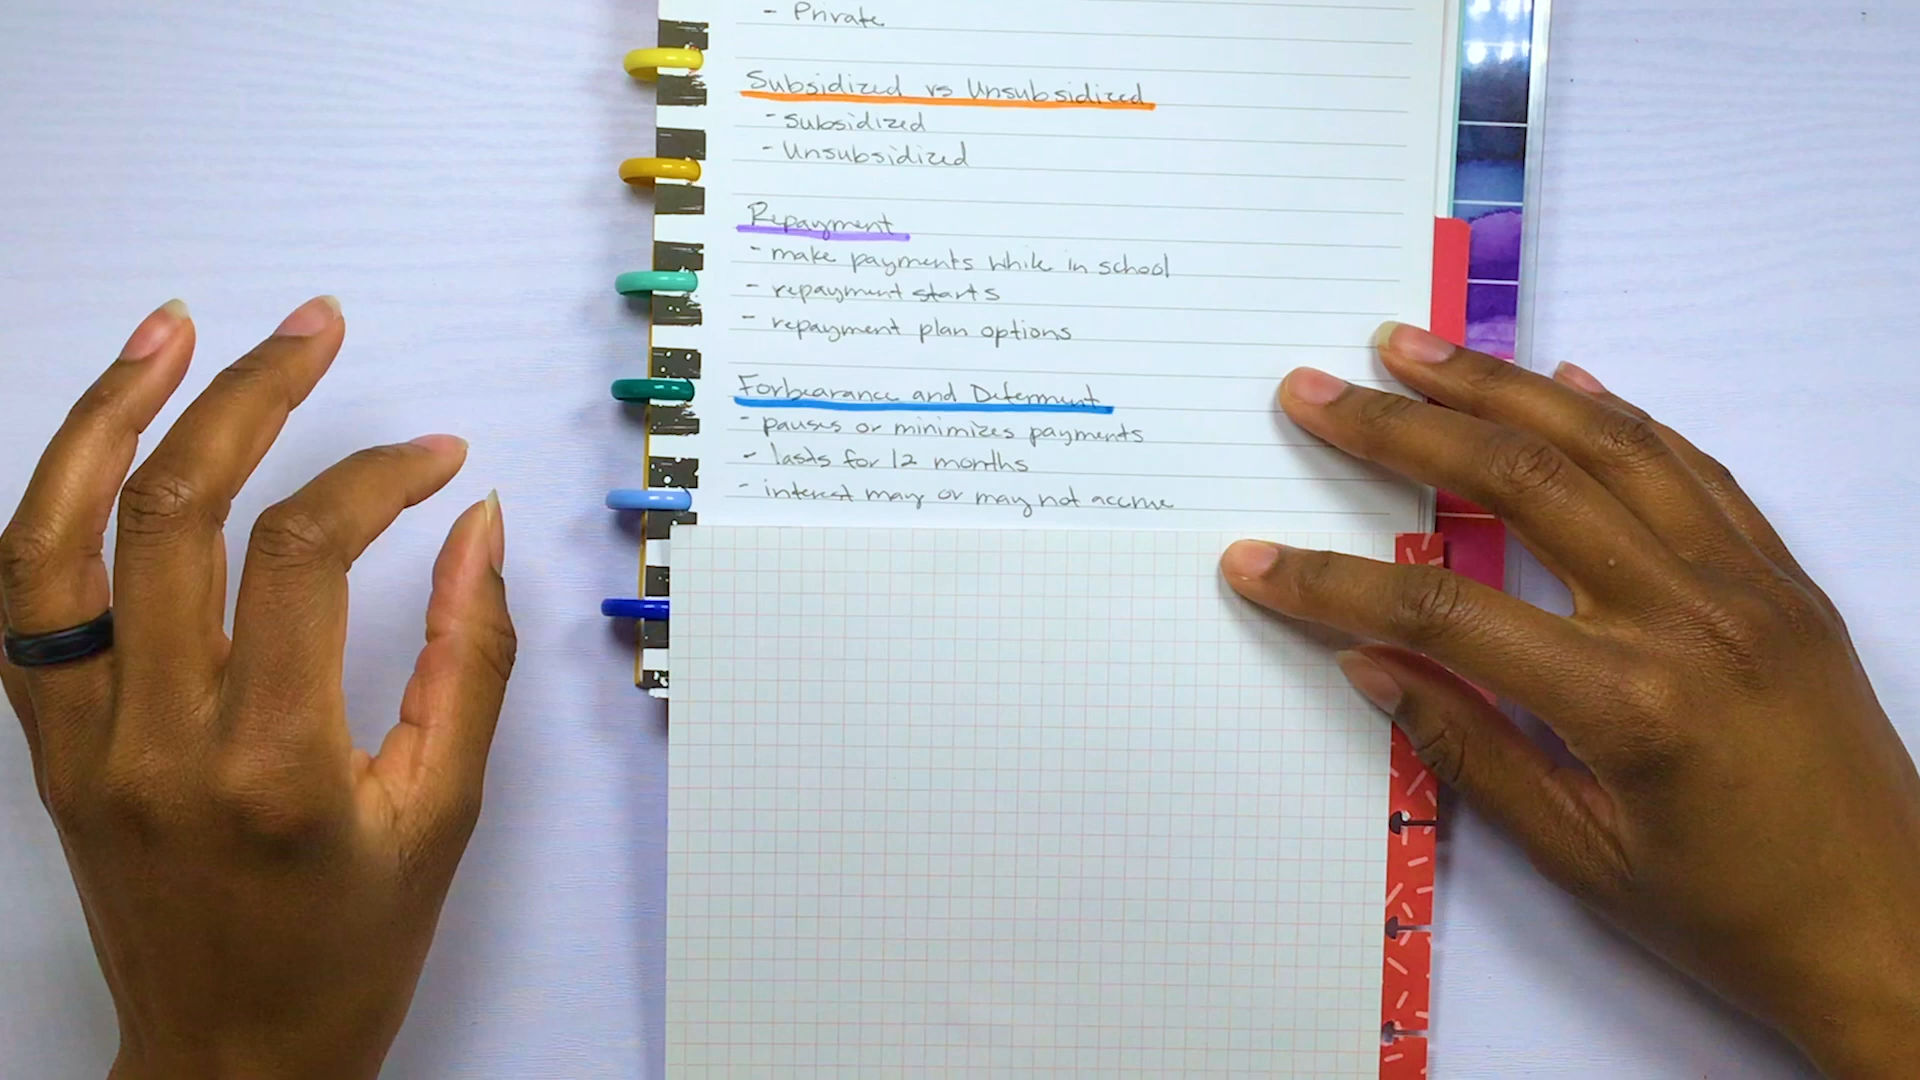 - Private
Subsidized vs Unsubsidized
- Subsidized
- Unsubsidized
Repayment
- make payments while in school
- repayment starts
- repayment plan options
Forbearance and Deferment
- pauses or minimizes payments
- lasts for 12 months
- interest may or may not accrue